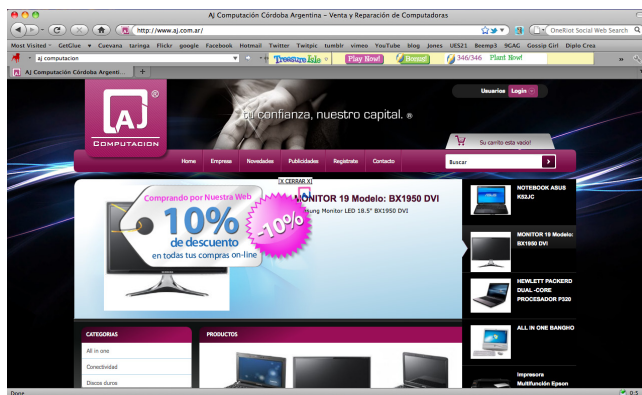 AJ Computación Córdoba Argentina – Venta y Reparación de Computadoras
http://www.aj.com.ar/
OneRiot Social Web Search
Most Visited GetGlue Cuevana taringa Flickr google Facebook Hotmail Twitter Twitpic tumblr vimeo YouTube blog Jones UES21 Beemp3 9GAG Gossip Girl Diplo Crea
aj computacion
Treasure Isle
Play Now!
Bonus!
346/346 Plant Now!
AJ Computación Córdoba Argenti...
AJ
®
COMPUTACION
tu confianza, nuestro capital. ®
Usuarios Login
Su carrito esta vacio!
Home Empresa Novedades Publicidades Registrate Contacto
Buscar
[X CERRAR X]
Comprando por Nuestra Web
10%
de descuento
en todas tus compras on-line
-10%
MONITOR 19 Modelo: BX1950 DVI
Monitor LED 18.5" BX1950 DVI
NOTEBOOK ASUS
K52JC
MONITOR 19 Modelo:
BX1950 DVI
HEWLETT PACKERD
DUAL -CORE
PROCESADOR P320
ALL IN ONE BANGHO
Impresora
Multifunción Epson
CATEGORIAS
All in one
Conectividad
Discos duros
PRODUCTOS
Done